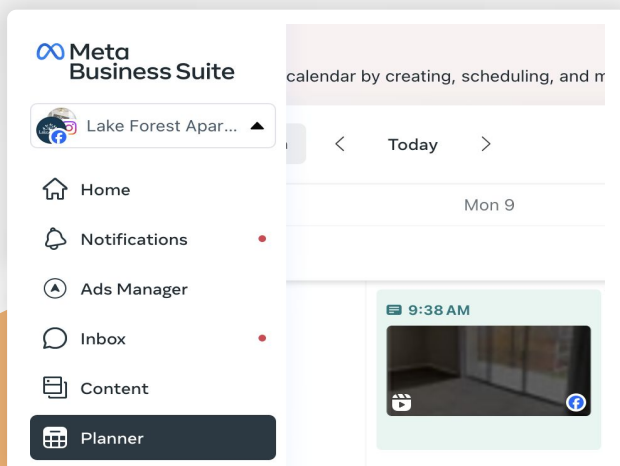 Meta
Business Suite
calendar by creating, scheduling, and m
Lake Forest Apar...
Today
Home
Mon 9
Notifications
Ads Manager
9:38 AM
Inbox
Content
Planner